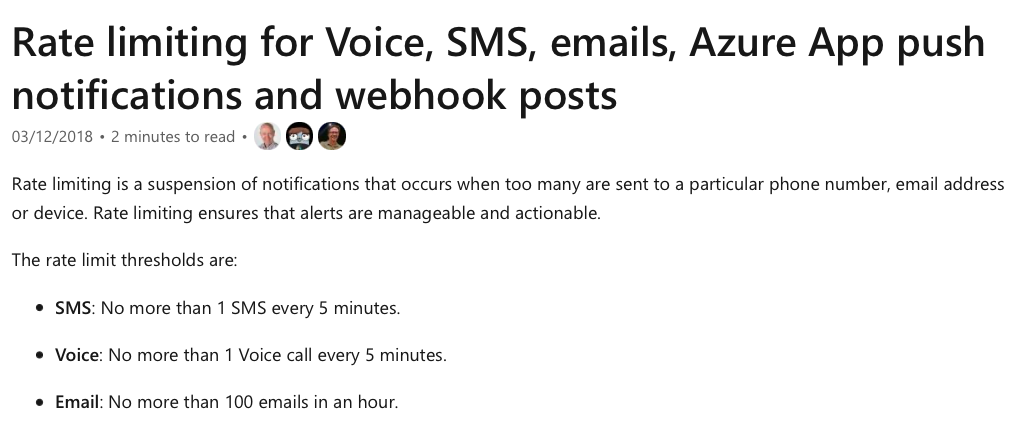 Rate limiting for Voice, SMS, emails, Azure App push
notifications and webhook posts
03/12/2018 • 2 minutes to read •
Rate limiting is a suspension of notifications that occurs when too many are sent to a particular phone number, email address
or device. Rate limiting ensures that alerts are manageable and actionable.
The rate limit thresholds are:
• SMS: No more than 1 SMS every 5 minutes.
• Voice: No more than 1 Voice call every 5 minutes.
• Email: No more than 100 emails in an hour.